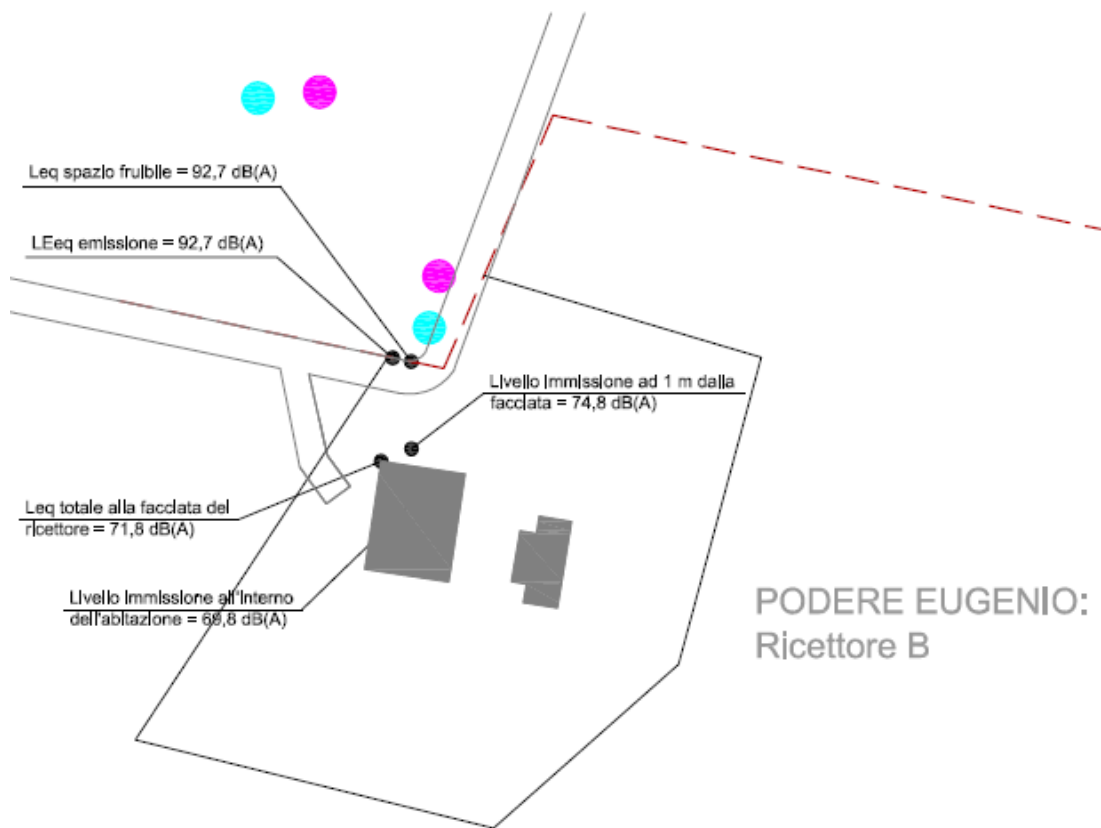 Leq spazio fruibile = 92,7 dB(A)
LEeq emissione = 92,7 dB(A)
Livello immissione ad 1 m dalla
facciata = 74,8 dB(A)
Leq totale alla facciata del
ricettore = 71,8 dB(A)
Livello immissione all'interno
dell'abitazione = 69,8 dB(A)
PODERE EUGENIO:
Ricettore B